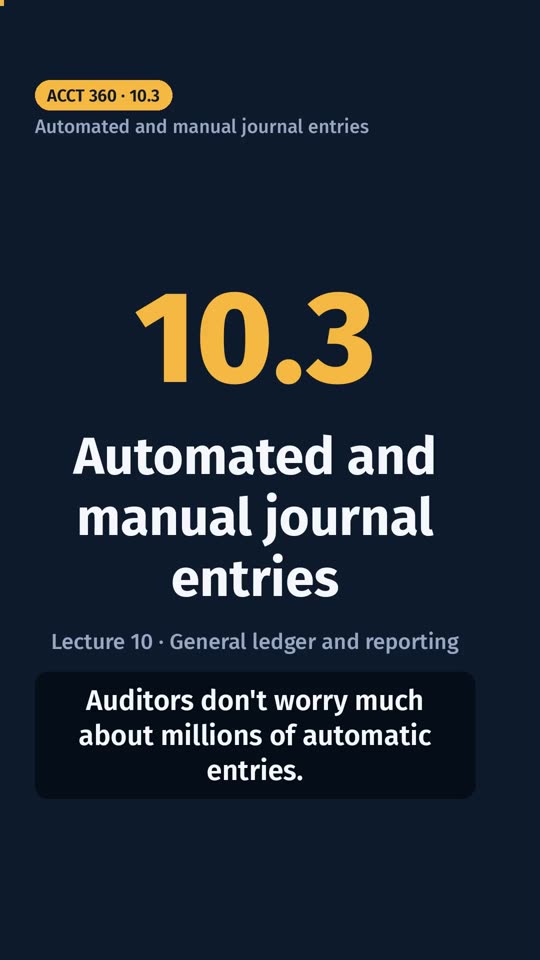 ACCT 360 · 10.3
Automated and manual journal entries
10.3
Automated and
manual journal
entries
Lecture 10 · General ledger and reporting
Auditors don't worry much
about millions of automatic
entries.